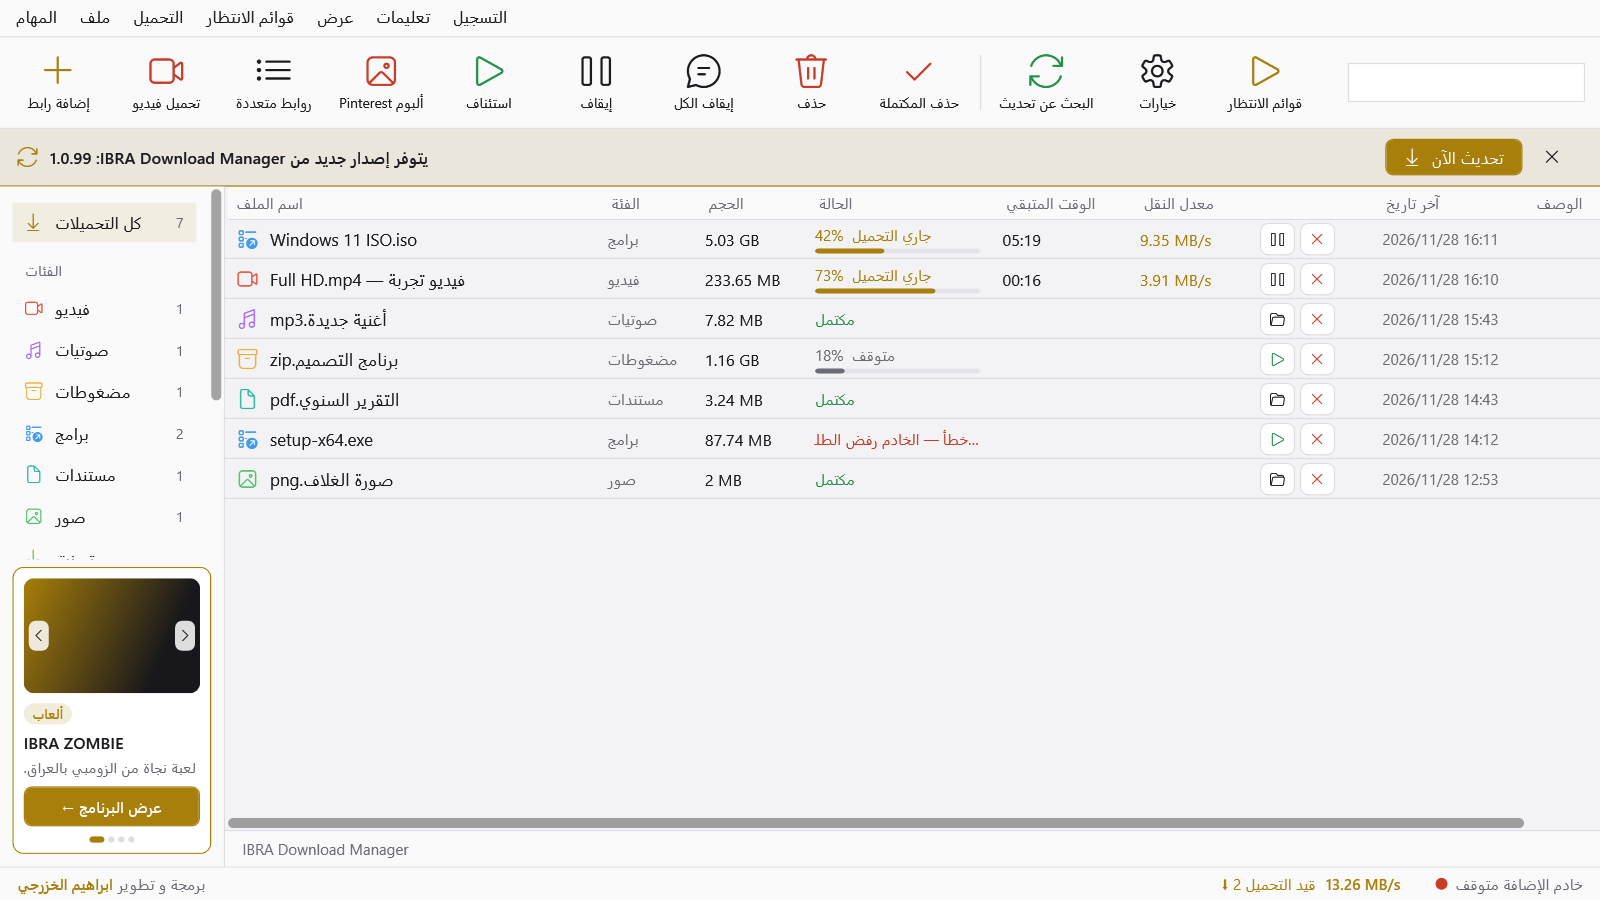 المهام ملف التحميل قوائم الانتظار عرض تعليمات التسجيل
إضافة رابط
تحميل فيديو
روابط متعددة
ألبوم Pinterest
استئناف
إيقاف
إيقاف الكل
حذف
حذف المكتملة
البحث عن تحديث
خيارات
قوائم الانتظار
يتوفر إصدار جديد من IBRA Download Manager: 1.0.99
تحديث الآن
كل التحميلات 7
الفئات
فيديو 1
صوتيات 1
مضغوطات 1
برامج 2
مستندات 1
صور 1
ألعاب
IBRA ZOMBIE
لعبة نجاة من الزومبي بالعراق.
عرض البرنامج ←
اسم الملف الفئة الحجم الحالة الوقت المتبقي معدل النقل آخر تاريخ الوصف
Windows 11 ISO.iso برامج 5.03 GB جاري التحميل 42% 05:19 9.35 MB/s 2026/11/28 16:11
فيديو تجربة — Full HD.mp4 فيديو 233.65 MB جاري التحميل 73% 00:16 3.91 MB/s 2026/11/28 16:10
أغنية جديدة.mp3 صوتيات 7.82 MB مكتمل 2026/11/28 15:43
برنامج التصميم.zip مضغوطات 1.16 GB متوقف 18% 2026/11/28 15:12
التقرير السنوي.pdf مستندات 3.24 MB مكتمل 2026/11/28 14:43
setup-x64.exe برامج 87.74 MB خطأ — الخادم رفض الطل... 2026/11/28 14:12
صورة الغلاف.png صور 2 MB مكتمل 2026/11/28 12:53
IBRA Download Manager
برمجة و تطوير ابراهيم الخزرجي
⬇ 2 قيد التحميل 13.26 MB/s
خادم الإضافة متوقف